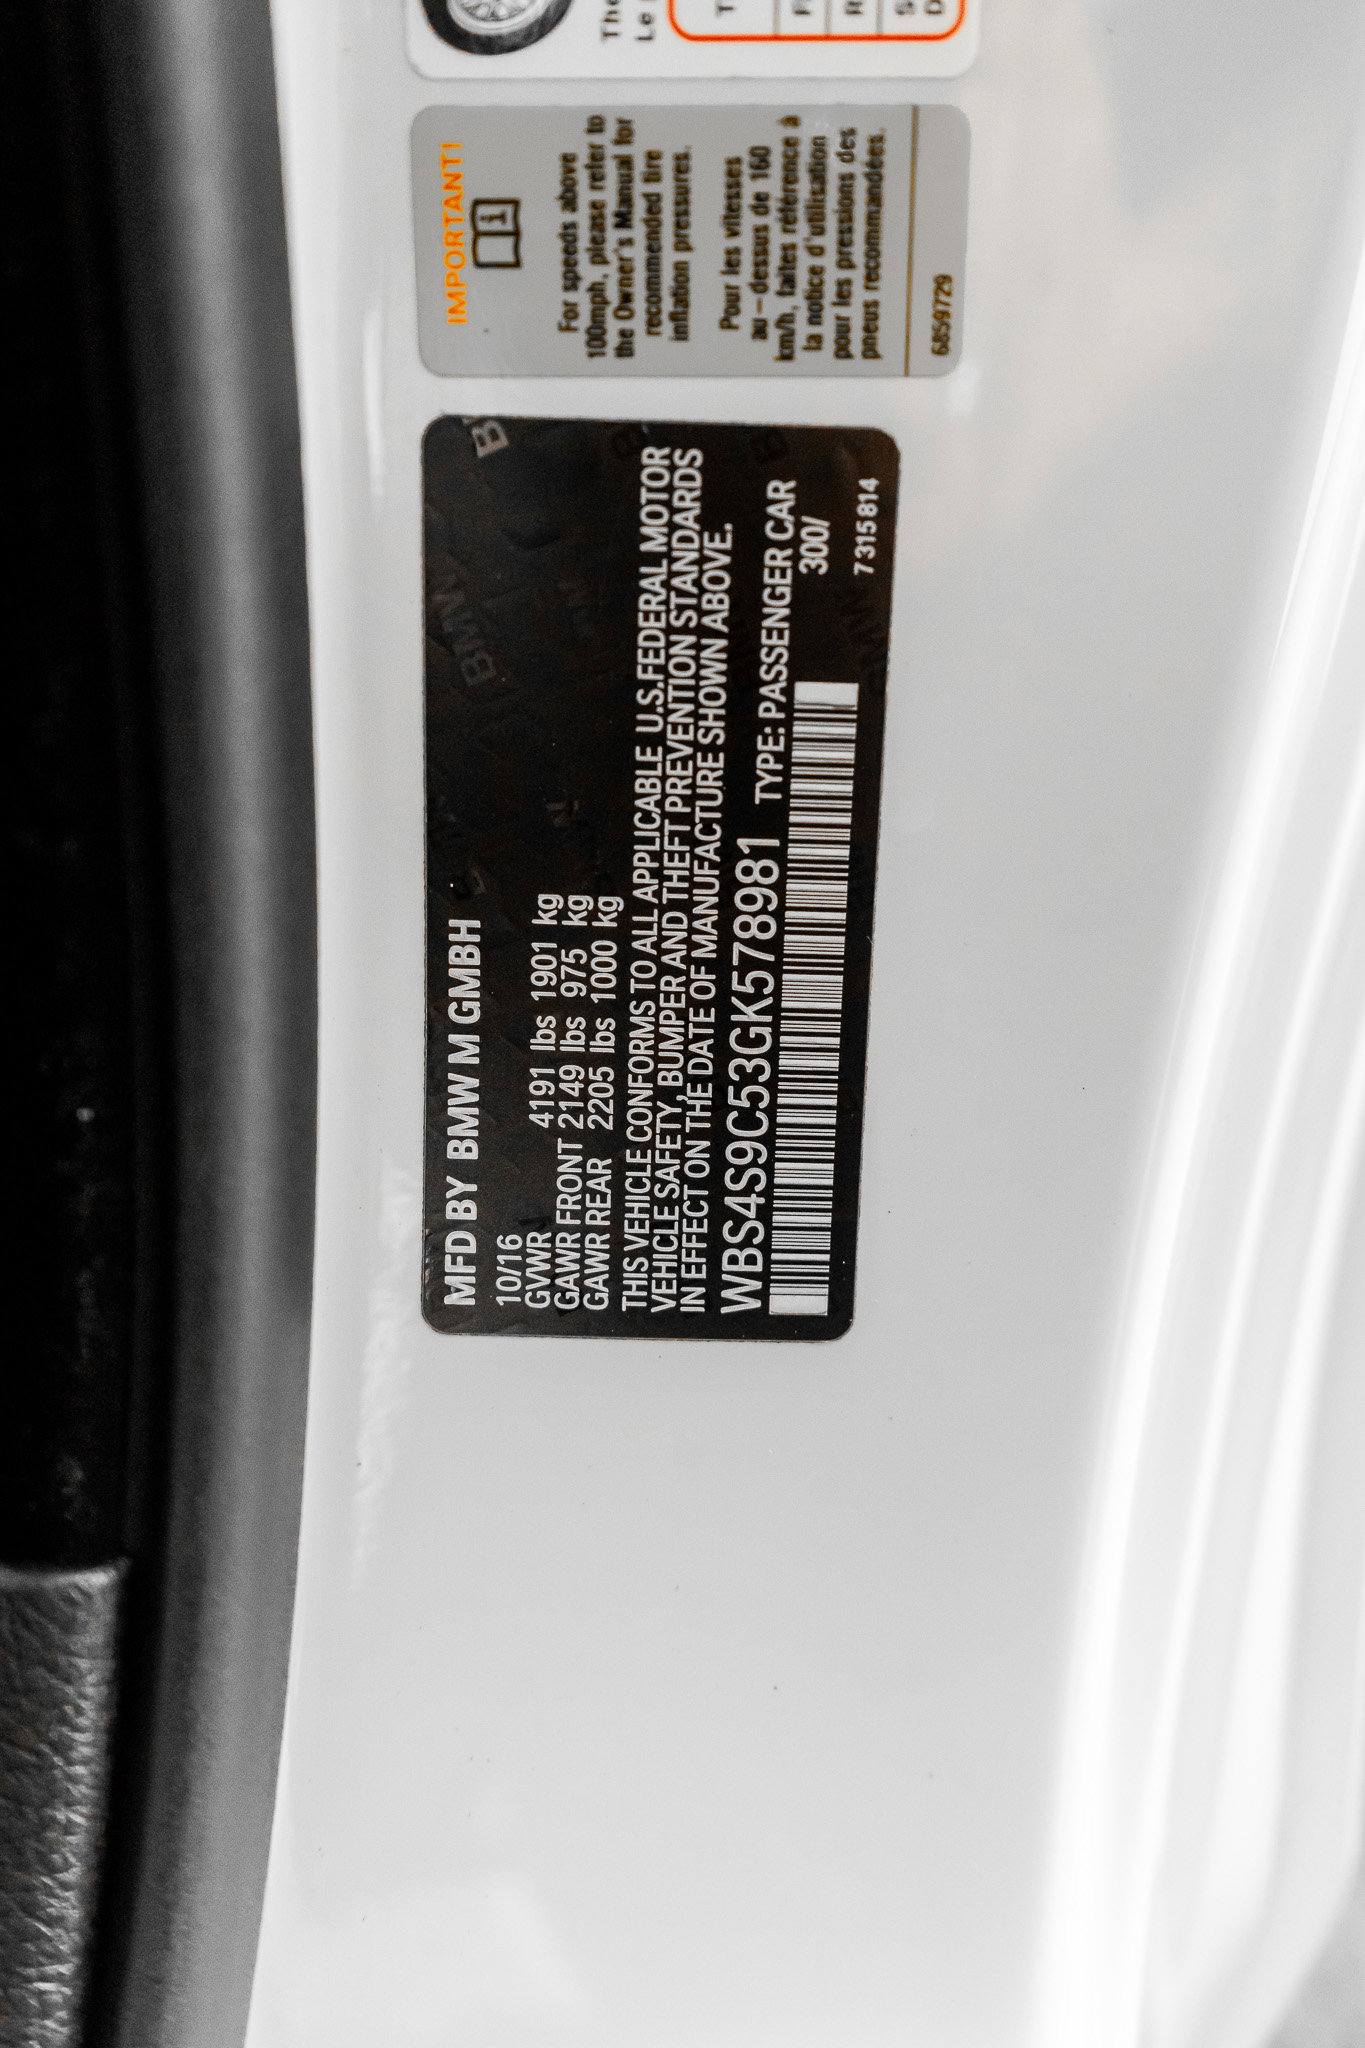 IMPORTANT!
For speeds above
100mph, please refer to
the Owner's Manual for
recommended tire
inflation pressures.
Pour les vitesses
au-dessus de 160
km/h, faites référence à
la notice d'utilisation
pour les pressions des
pneus recommandées.
6859729
MFD BY BMW M GMBH
10/16
GVWR 4191 lbs 1901 kg
GAWR FRONT 2149 lbs 975 kg
GAWR REAR 2205 lbs 1000 kg
THIS VEHICLE CONFORMS TO ALL APPLICABLE U.S.FEDERAL MOTOR
VEHICLE SAFETY, BUMPER AND THEFT PREVENTION STANDARDS
IN EFFECT ON THE DATE OF MANUFACTURE SHOWN ABOVE.
WBS4S9C53GK578981 TYPE: PASSENGER CAR
300/
7 315 814
BMW